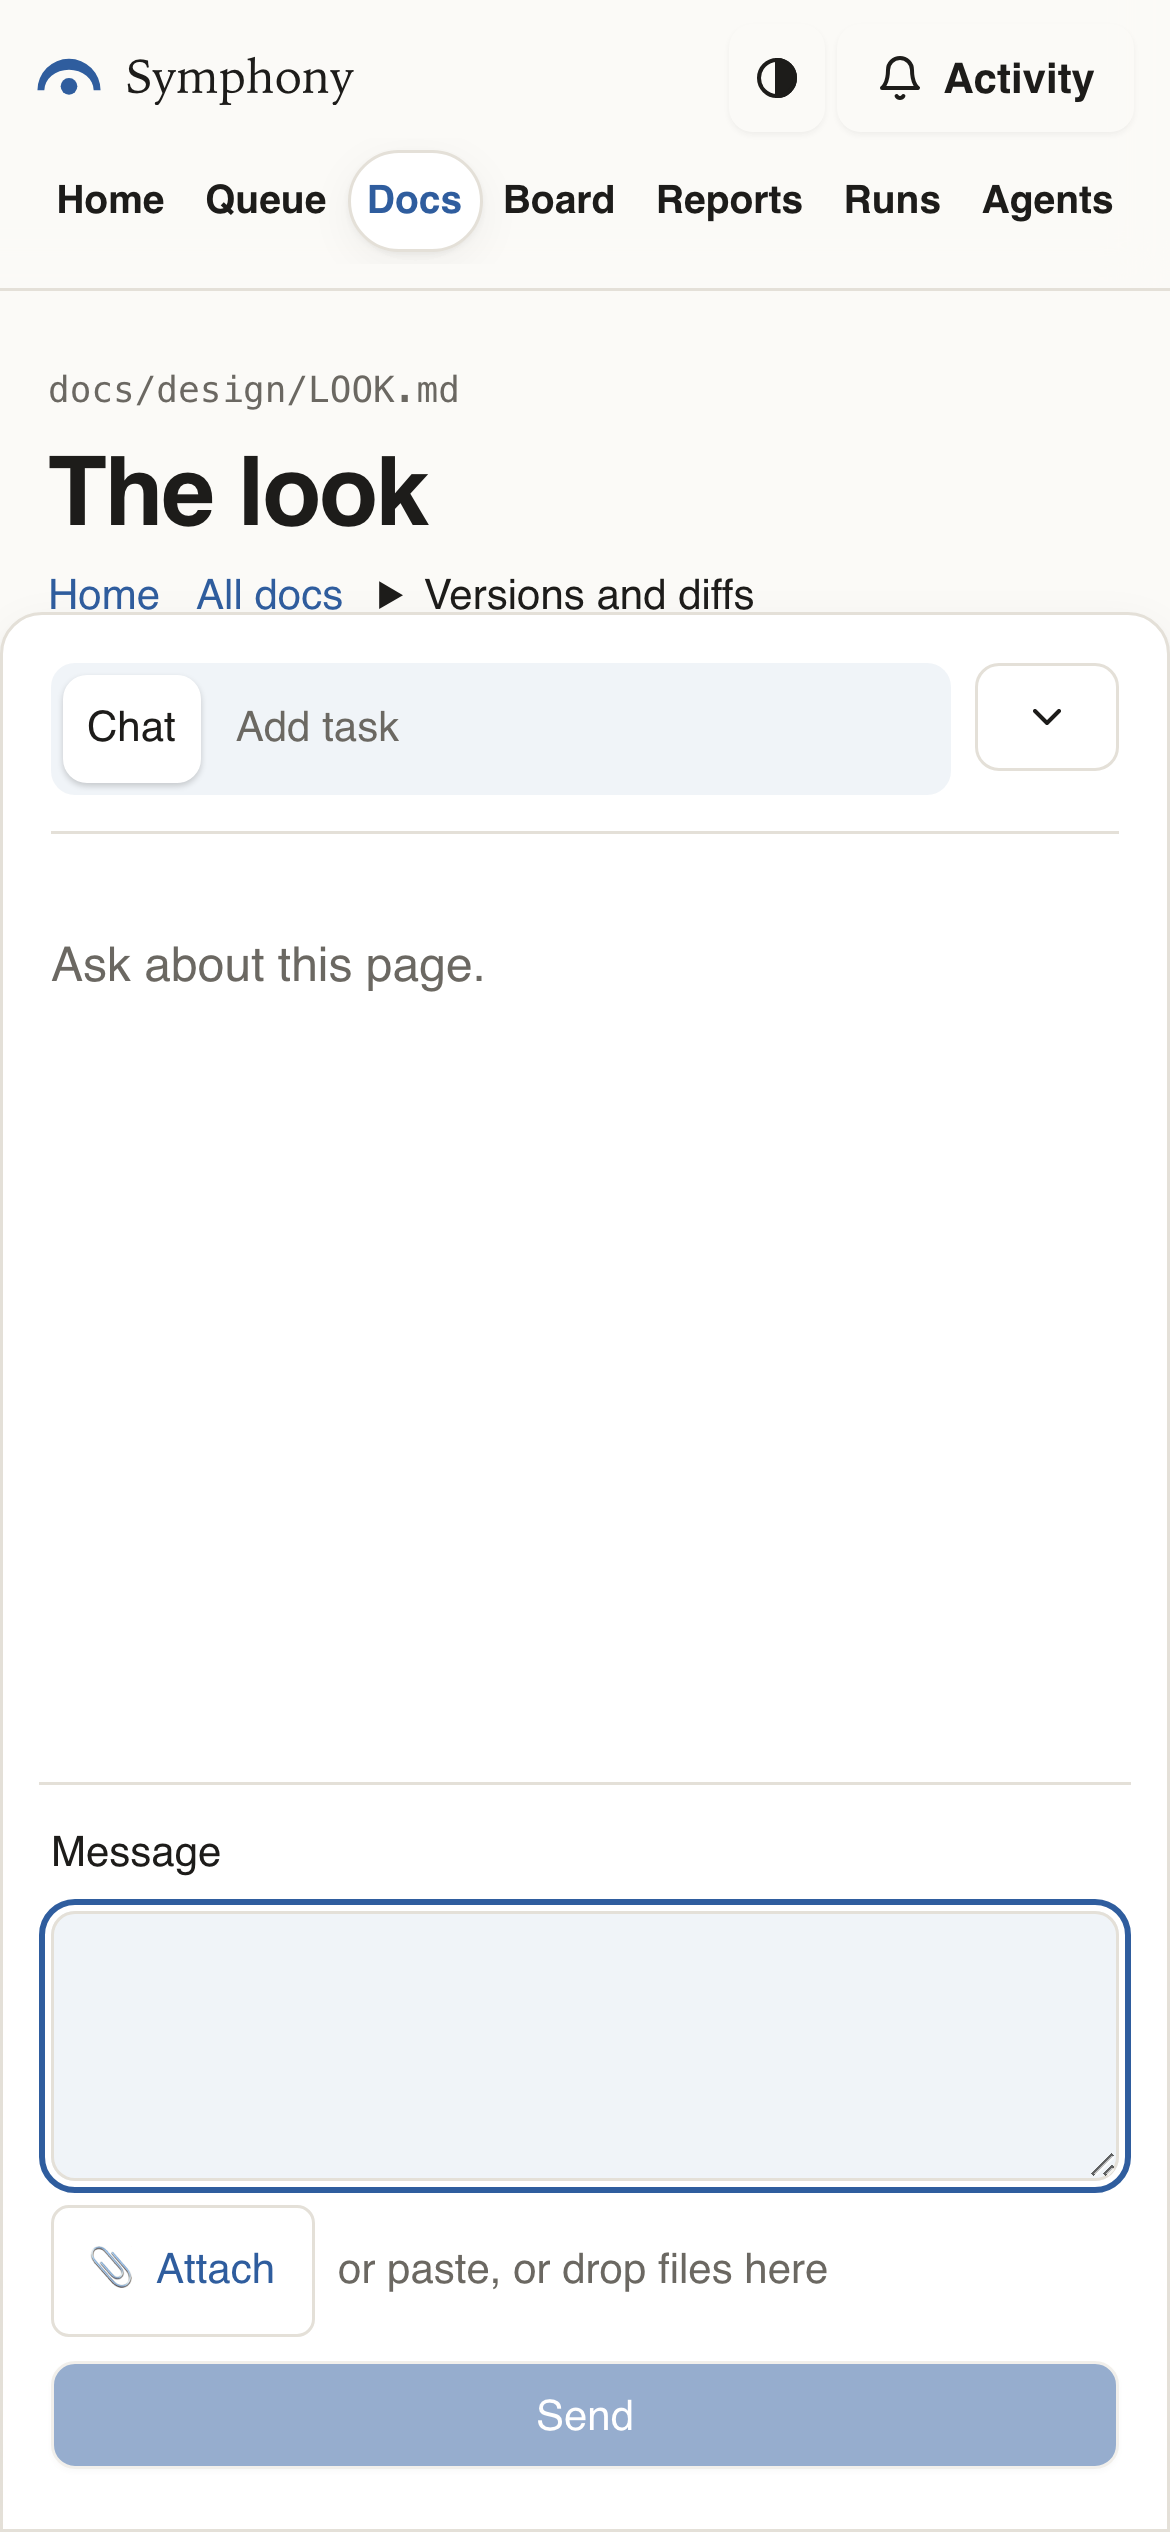 Symphony
Activity
Home Queue Docs Board Reports Runs Agents
docs/design/LOOK.md
The look
Home All docs ▶ Versions and diffs
Chat Add task
Ask about this page.
Message
Attach or paste, or drop files here
Send